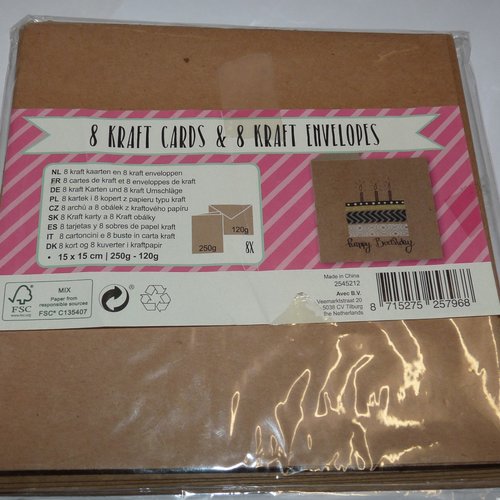 8 KRAFT CARDS & 8 KRAFT ENVELOPES
NL 8 kraft kaarten en 8 kraft enveloppen
FR 8 cartes de kraft et 8 enveloppes de kraft
DE 8 kraft Karten und 8 kraft Umschläge
PL 8 kartek i 8 kopert z papieru typu kraft
CZ 8 archů a 8 obálek z kraftového papíru
SK 8 Kraft karty a 8 Kraft obálky
ES 8 tarjetas y 8 sobres de papel kraft
IT 8 cartoncini e 8 buste in carta kraft
DK 8 kort og 8 kuverter i kraftpapir
• 15 x 15 cm | 250g - 120g
250g
120g
8X
Happy Birthday
FSC
www.fsc.org
MIX
Paper from
responsible sources
FSC® C135407
Made in China
2545212
Avec B.V.
Veemarktstraat 20
5038 CV Tilburg
the Netherlands
8 715275 257968